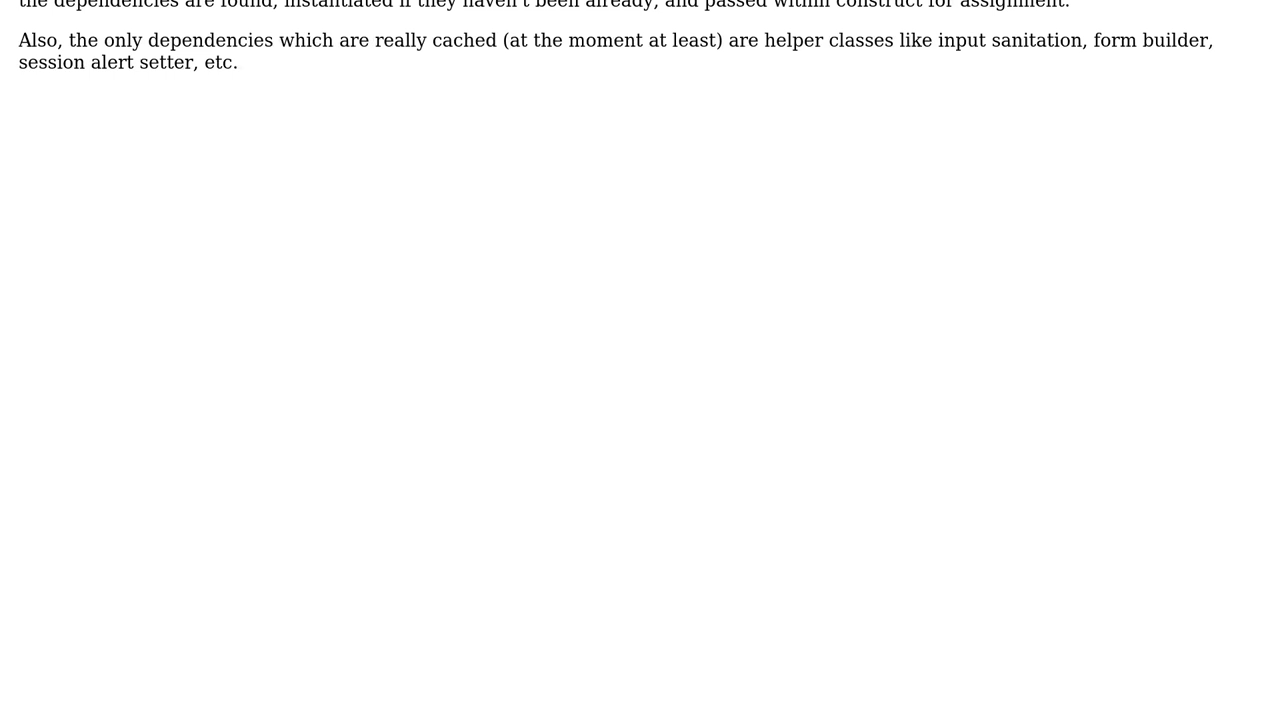 the dependencies are found, instantiated if they haven't been already, and passed within construct for assignment.
Also, the only dependencies which are really cached (at the moment at least) are helper classes like input sanitation, form builder,
session alert setter, etc.